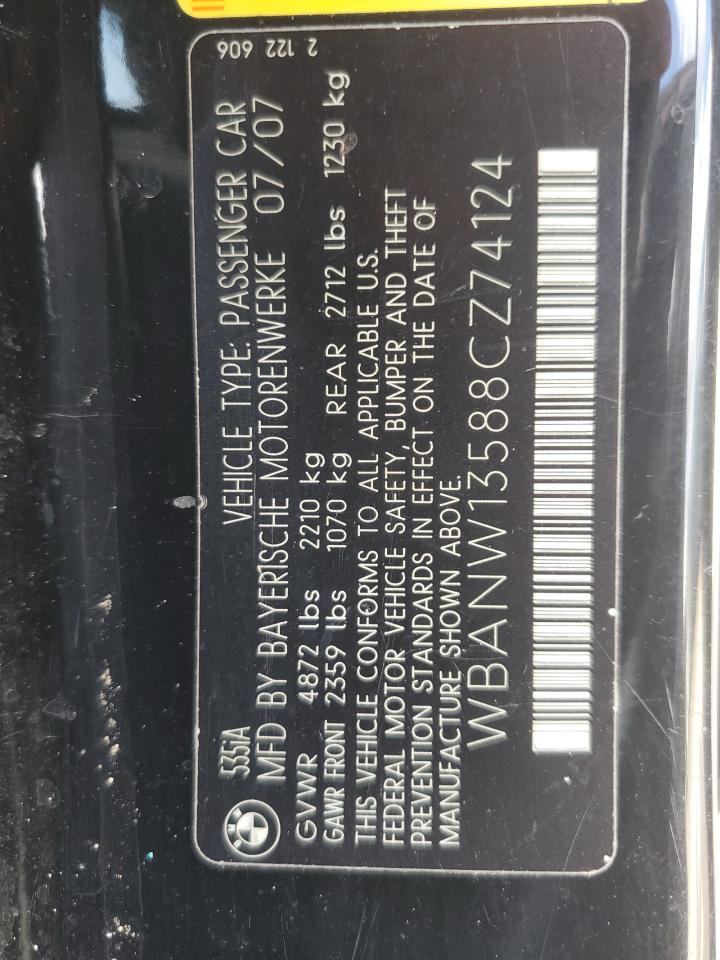 2 122 606
535iA VEHICLE TYPE: PASSENGER CAR
MFD BY BAYERISCHE MOTORENWERKE 07/07
GVWR 4872 lbs 2210 kg
GAWR FRONT 2359 lbs 1070 kg REAR 2712 lbs 1230 kg
THIS VEHICLE CONFORMS TO ALL APPLICABLE U.S.
FEDERAL MOTOR VEHICLE SAFETY, BUMPER AND THEFT
PREVENTION STANDARDS IN EFFECT ON THE DATE OF
MANUFACTURE SHOWN ABOVE.
WBANW13588CZ74124